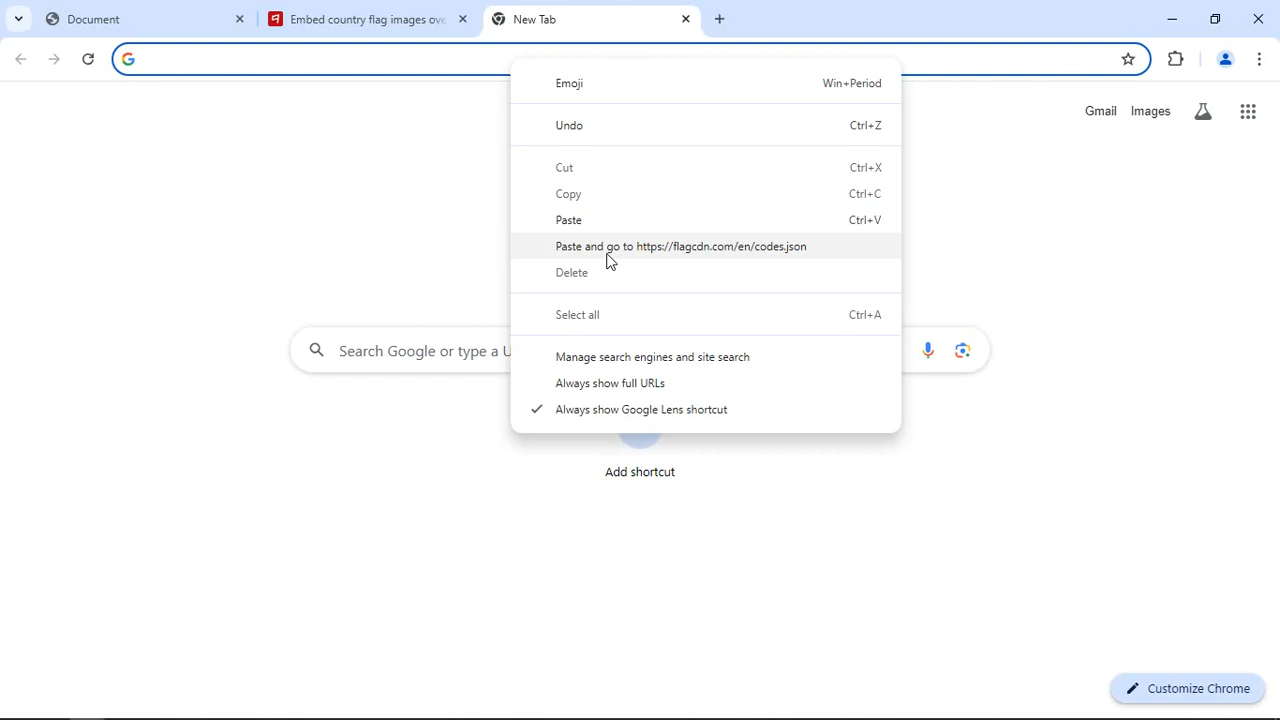 Document
Embed country flag images ove
New Tab
Gmail Images
Emoji Win+Period
Undo Ctrl+Z
Cut Ctrl+X
Copy Ctrl+C
Paste Ctrl+V
Paste and go to https://flagcdn.com/en/codes.json
Delete
Select all Ctrl+A
Search Google or type a U
Manage search engines and site search
Always show full URLs
Always show Google Lens shortcut
Add shortcut
Customize Chrome